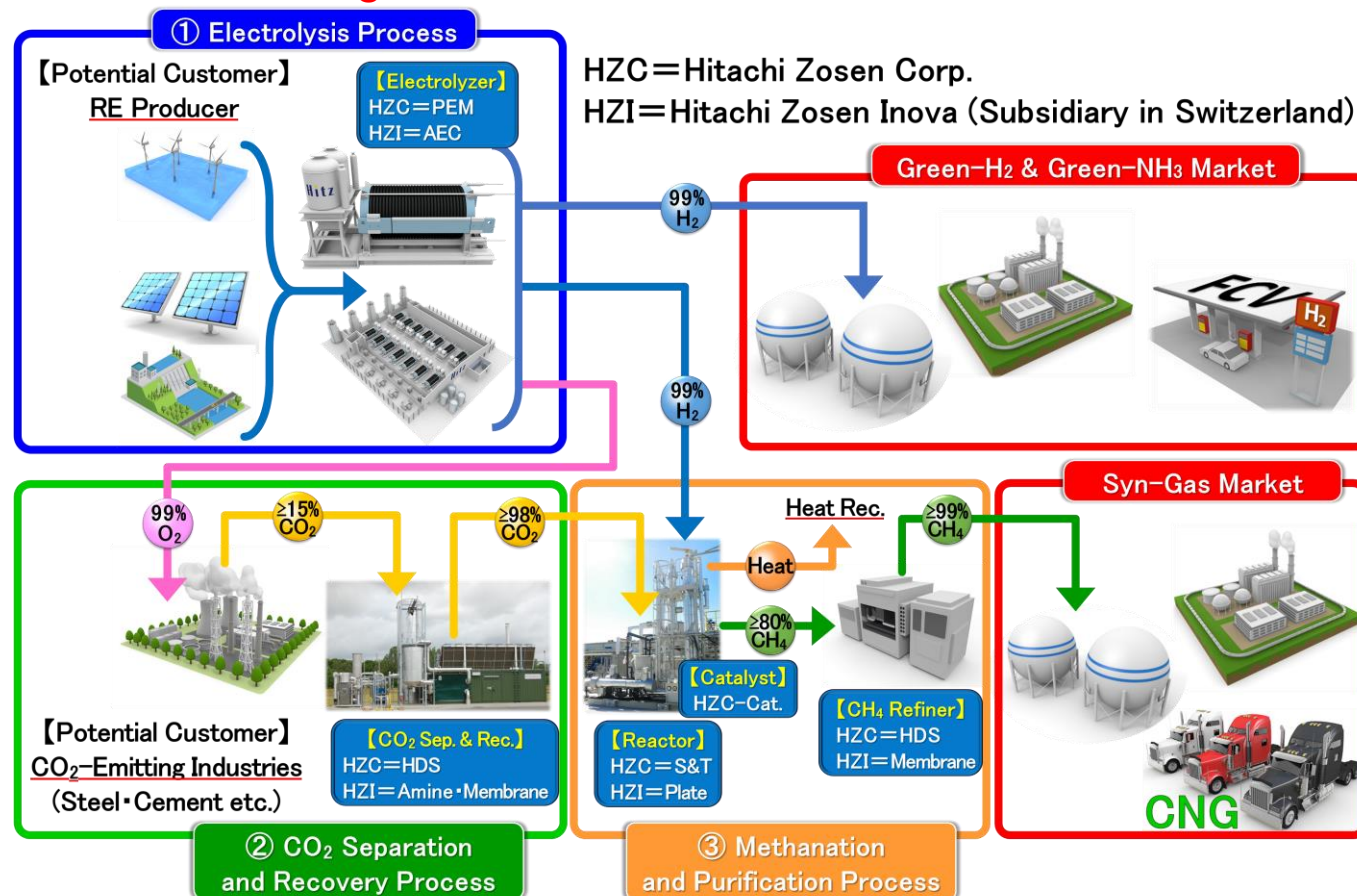 ① Electrolysis Process
【Potential Customer】
RE Producer
【Electrolyzer】
HZC=PEM
HZI=AEC
Hitz
HZC=Hitachi Zosen Corp.
HZI=Hitachi Zosen Inova (Subsidiary in Switzerland)
Green-H₂ & Green-NH₃ Market
99%
H₂
FCV
H₂
99%
H₂
99%
O₂
≥15%
CO₂
≥98%
CO₂
【Potential Customer】
CO₂-Emitting Industries
(Steel・Cement etc.)
【CO₂ Sep. & Rec.】
HZC=HDS
HZI=Amine・Membrane
② CO₂ Separation
and Recovery Process
Heat Rec.
Heat
≥80%
CH₄
≥99%
CH₄
【Catalyst】
HZC-Cat.
【Reactor】
HZC=S&T
HZI=Plate
【CH₄ Refiner】
HZC=HDS
HZI=Membrane
③ Methanation
and Purification Process
Syn-Gas Market
CNG